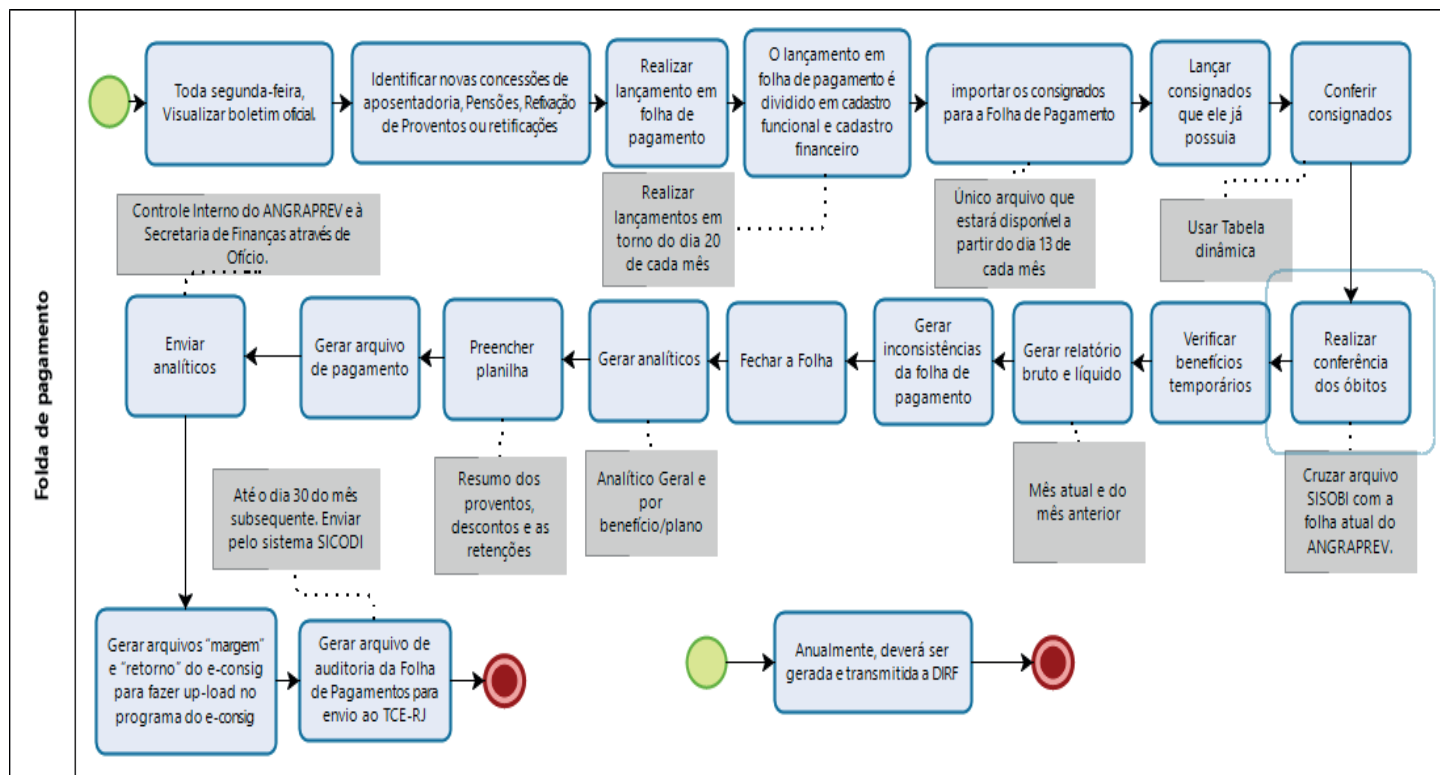 Folda de pagamento
Toda segunda-feira,
Visualizar boletim oficial.
Identificar novas concessões de
aposentadoria, Pensões, Refixação
de Proventos ou retificações
Realizar
lançamento em
folha de
pagamento
O lançamento em
folha de pagamento é
dividido em cadastro
funcional e cadastro
financeiro
importar os consignados
para a Folha de Pagamento
Lançar
consignados
que ele já
possuia
Conferir
consignados
Controle Interno do ANGRAPREV e à
Secretaria de Finanças através de
Ofício.
Realizar
lançamentos em
torno do dia 20
de cada mês
Único arquivo que
estará disponível a
partir do dia 13 de
cada mês
Usar Tabela
dinâmica
Enviar
analíticos
Gerar arquivo
de pagamento
Preencher
planilha
Gerar analíticos
Fechar a Folha
Gerar
inconsistências
da folha de
pagamento
Gerar relatório
bruto e líquido
Verificar
benefícios
temporários
Realizar
conferência
dos óbitos
Até o dia 30 do mês
subsequente. Enviar
pelo sistema SICODI
Resumo dos
proventos,
descontos e as
retenções
Analítico Geral e
por
benefício/plano
Mês atual e do
mês anterior
Cruzar arquivo
SISOBI com a
folha atual do
ANGRAPREV.
Gerar arquivos “margem”
e “retorno” do e-consig
para fazer up-load no
programa do e-consig
Gerar arquivo de
auditoria da Folha
de Pagamentos para
envio ao TCE-RJ
Anualmente, deverá ser
gerada e transmitida a DIRF